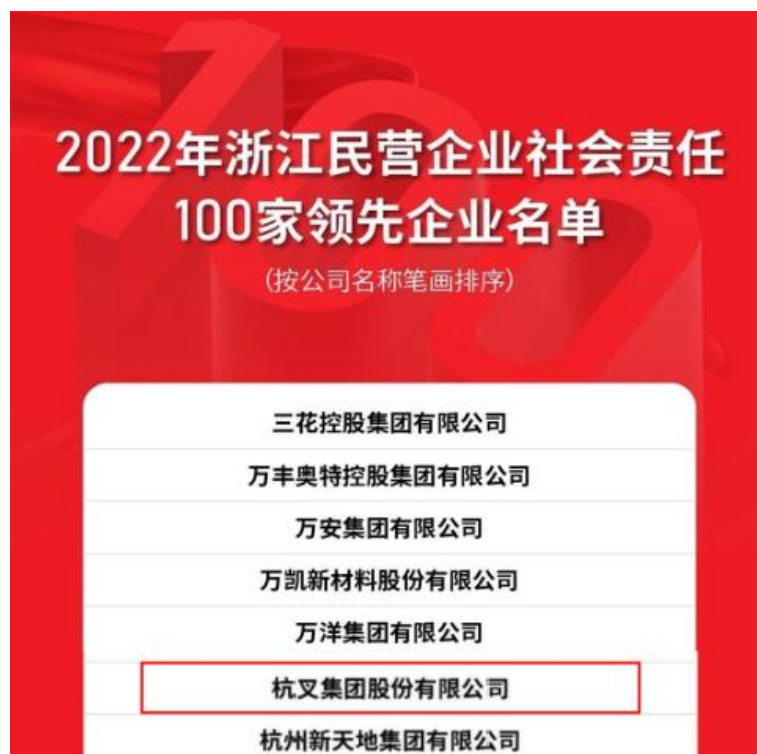 2022年浙江民营企业社会责任
100家领先企业名单
(按公司名称笔画排序)
三花控股集团有限公司
万丰奥特控股集团有限公司
万安集团有限公司
万凯新材料股份有限公司
万洋集团有限公司
杭叉集团股份有限公司
杭州新天地集团有限公司